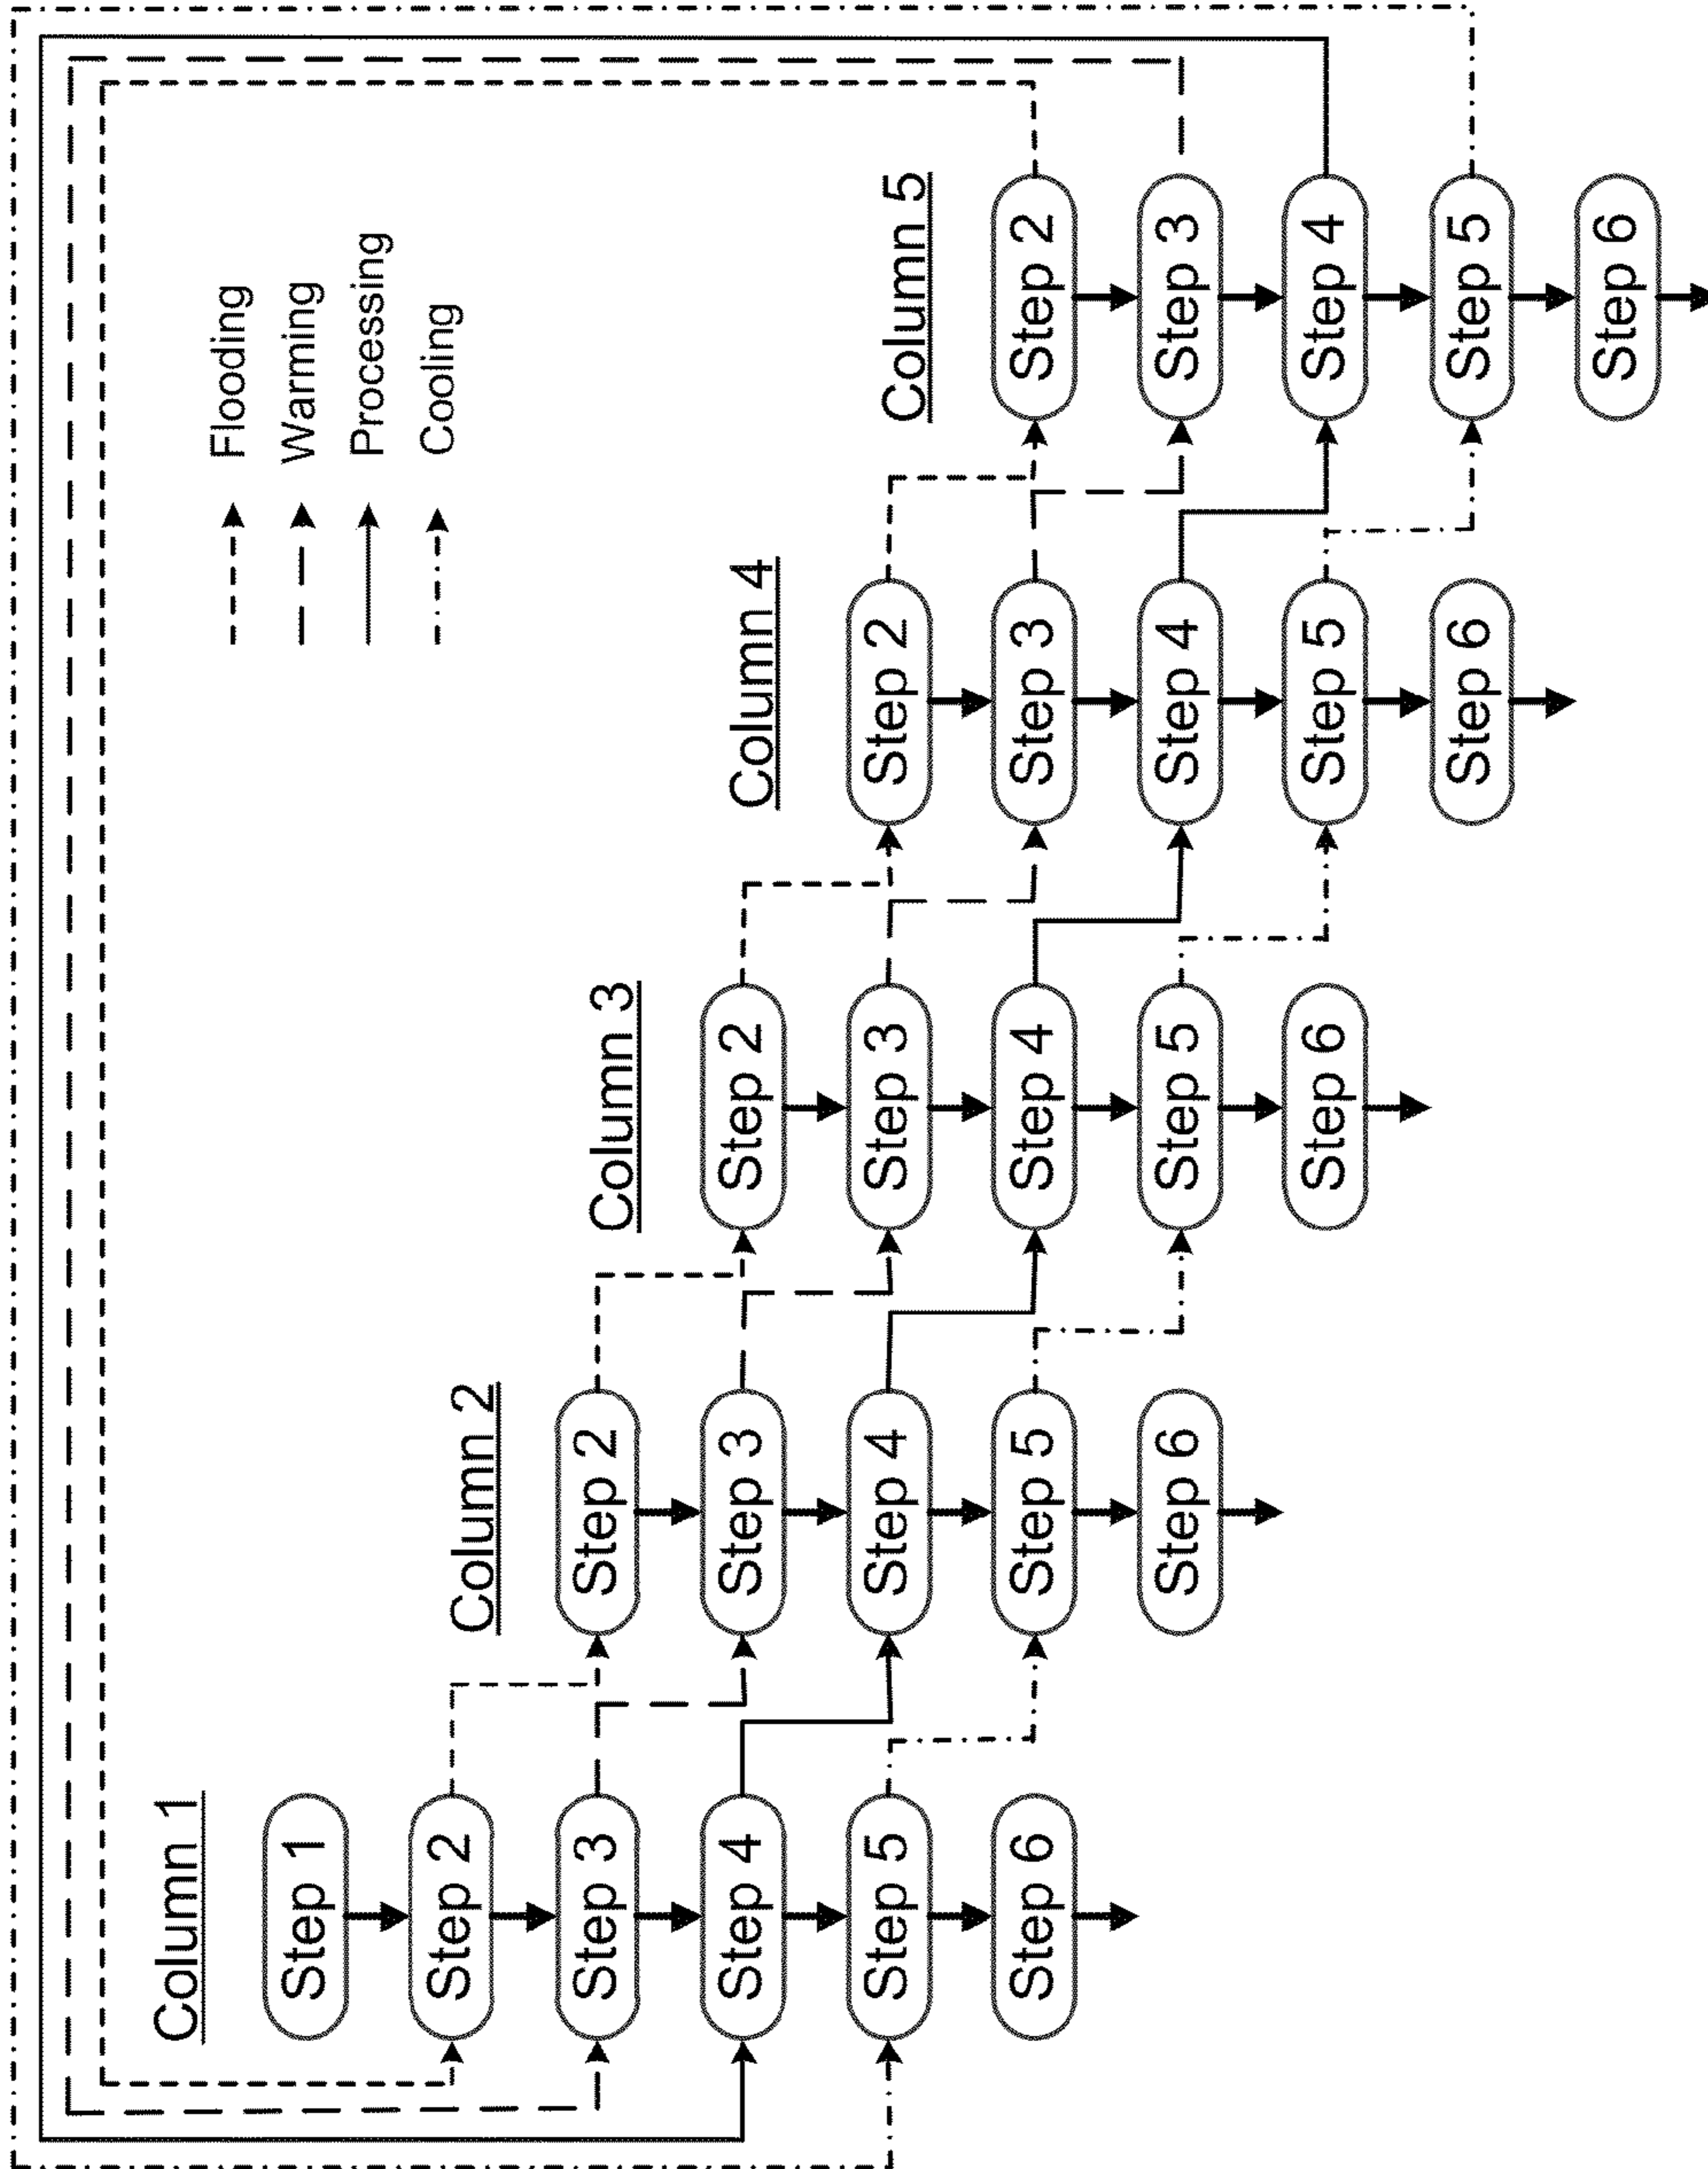 Column 1
Step 1
Step 2
Step 3
Step 4
Step 5
Step 6
Column 2
Step 2
Step 3
Step 4
Step 5
Step 6
Column 3
Step 2
Step 3
Step 4
Step 5
Step 6
Column 4
Step 2
Step 3
Step 4
Step 5
Step 6
Column 5
Step 2
Step 3
Step 4
Step 5
Step 6
Flooding
Warming
Processing
Cooling